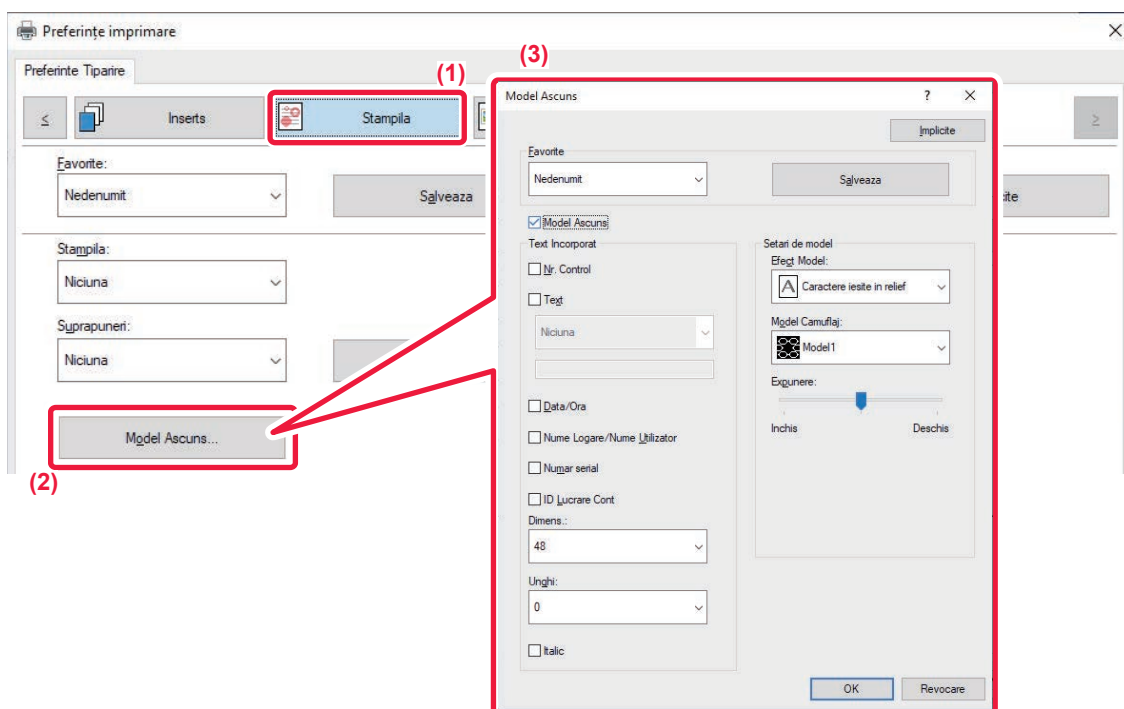 Preferințe imprimare
Preferinte Tiparire
(1)
(3)
<
Inserts
Stampila
>
Favorite:
Nedenumit
Salveaza
Stampila:
Niciuna
Suprapuneri:
Niciuna
Model Ascuns...
(2)
Model Ascuns
?
Implicite
Favorite
Nedenumit
Salveaza
Model Ascuns
Text Incorporat
Nr. Control
Text
Niciuna
Data/Ora
Nume Logare/Nume Utilizator
Numar serial
ID Lucrare Cont
Dimens.:
48
Unghi:
0
Italic
Setari de model
Efect Model:
A Caractere iesite in relief
Model Camuflaj:
Model1
Expunere:
Inchis Deschis
OK
Revocare